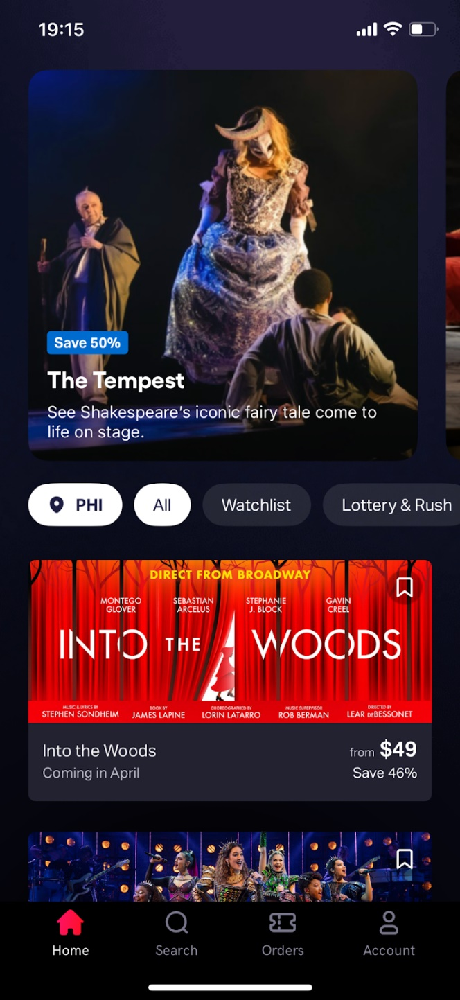 19:15
Save 50%
The Tempest
See Shakespeare's iconic fairy tale come to
life on stage.
PHI
All
Watchlist
Lottery & Rush
DIRECT FROM BROADWAY
MONTEGO
GLOVER
SEBASTIAN
ARCELUS
STEPHANIE
J. BLOCK
GAVIN
CREEL
INTO THE WOODS
MUSIC & LYRICS BY
STEPHEN SONDHEIM
BOOK BY
JAMES LAPINE
CHOREOGRAPHED BY
LORIN LATARRO
MUSIC SUPERVISOR
ROB BERMAN
DIRECTED BY
LEAR DEBESSONET
Into the Woods
from $49
Coming in April
Save 46%
Home
Search
Orders
Account